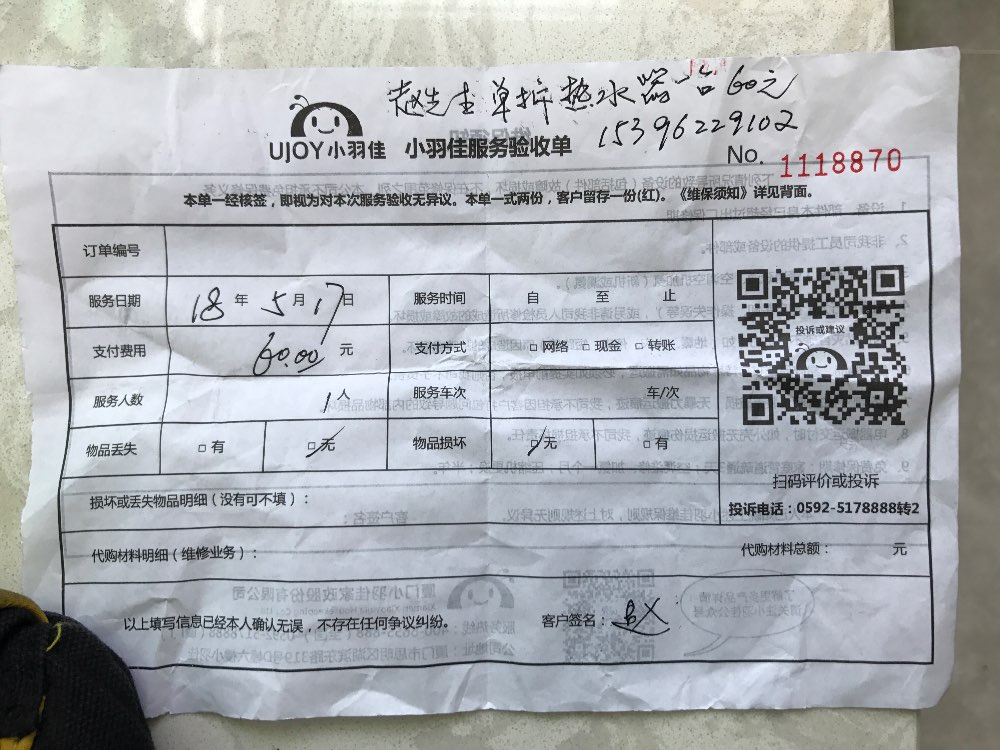 赵先生单拆热水器一台60元
15396229102
UJOY小羽佳 小羽佳服务验收单
No. 1118870
本单一经核签，即视为对本次服务验收无异议。本单一式两份，客户留存一份(红)。《维保须知》详见背面。
订单编号
服务日期 18 年 5 月 17 日 服务时间 自 至 止
投诉或建议
支付费用 60.00 元 支付方式 □ 网络 □ 现金 □ 转账
服务人数 1 人 服务车次 车/次
物品丢失 □ 有 □ 无 物品损坏 □ 无 □ 有
扫码评价或投诉
损坏或丢失物品明细（没有可不填）：
投诉电话：0592-5178888转2
代购材料明细（维修业务）： 代购材料总额： 元
以上填写信息已经本人确认无误，不存在任何争议纠纷。 客户签名：